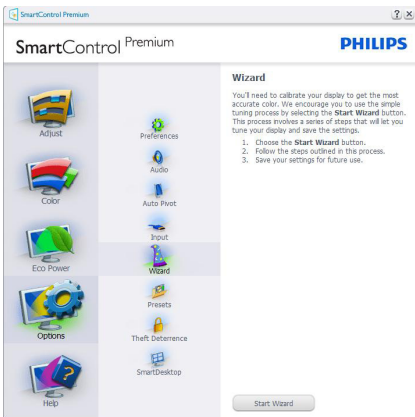 SmartControl Premium
SmartControl Premium
PHILIPS
Adjust
Color
Eco Power
Options
Help
Preferences
Audio
Auto Pivot
Input
Wizard
Presets
Theft Deterrence
SmartDesktop
Wizard
You'll need to calibrate your display to get the most
accurate color. We encourage you to use the simple
tuning process by selecting the Start Wizard button.
This process involves a series of steps that will let you
tune your display and save the settings.
1. Choose the Start Wizard button.
2. Follow the steps outlined in this process.
3. Save your settings for future use.
Start Wizard